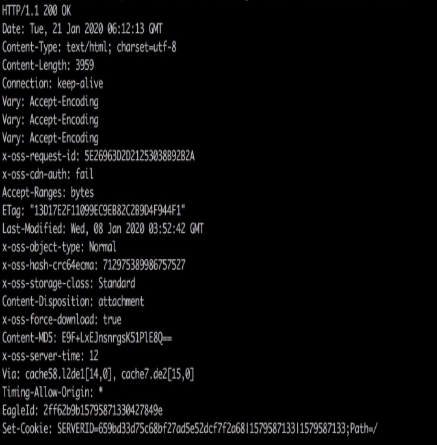 HTTP/1.1 200 OK
Date: Tue, 21 Jan 2020 06:12:13 GMT
Content-Type: text/html; charset=utf-8
Content-Length: 3959
Connection: keep-alive
Vary: Accept-Encoding
Vary: Accept-Encoding
Vary: Accept-Encoding
x-oss-request-id: 5E26963D2D21253038B92B2A
x-oss-cdn-auth: fail
Accept-Ranges: bytes
ETag: "13D17E2F11099EC9EB82C2B9D4F944F1"
Last-Modified: Wed, 08 Jan 2020 03:52:42 GMT
x-oss-object-type: Normal
x-oss-hash-crc64ecma: 712975389986757527
x-oss-storage-class: Standard
Content-Disposition: attachment
x-oss-force-download: true
Content-MD5: E9F+LxEJnsnrgsK51PlE8Q==
x-oss-server-time: 12
Via: cache58.l2de1[14,0], cache7.de2[15,0]
Timing-Allow-Origin: *
EagleId: 2ff62b9b15795871330427849e
Set-Cookie: SERVERID=659bd33d75c68bf27ad5e52dcf7f2a68|1579587133|1579587133;Path=/